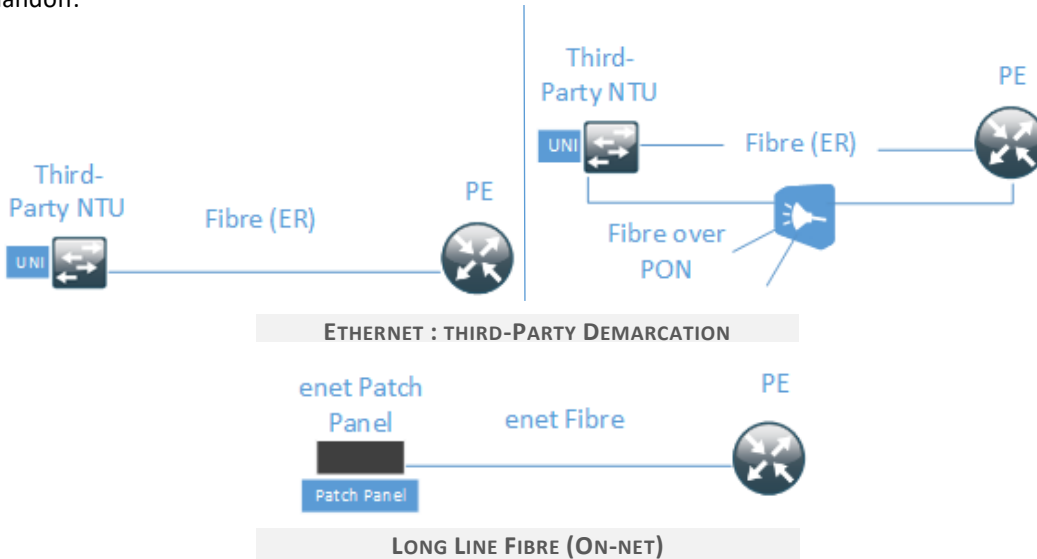 handoff.
Third-
Party NTU
PE
UNI
Fibre (ER)
Third-
Party NTU
PE
UNI
Fibre (ER)
Fibre over
PON
ETHERNET : THIRD-PARTY DEMARCATION
enet Patch
Panel
enet Fibre
PE
Patch Panel
LONG LINE FIBRE (ON-NET)